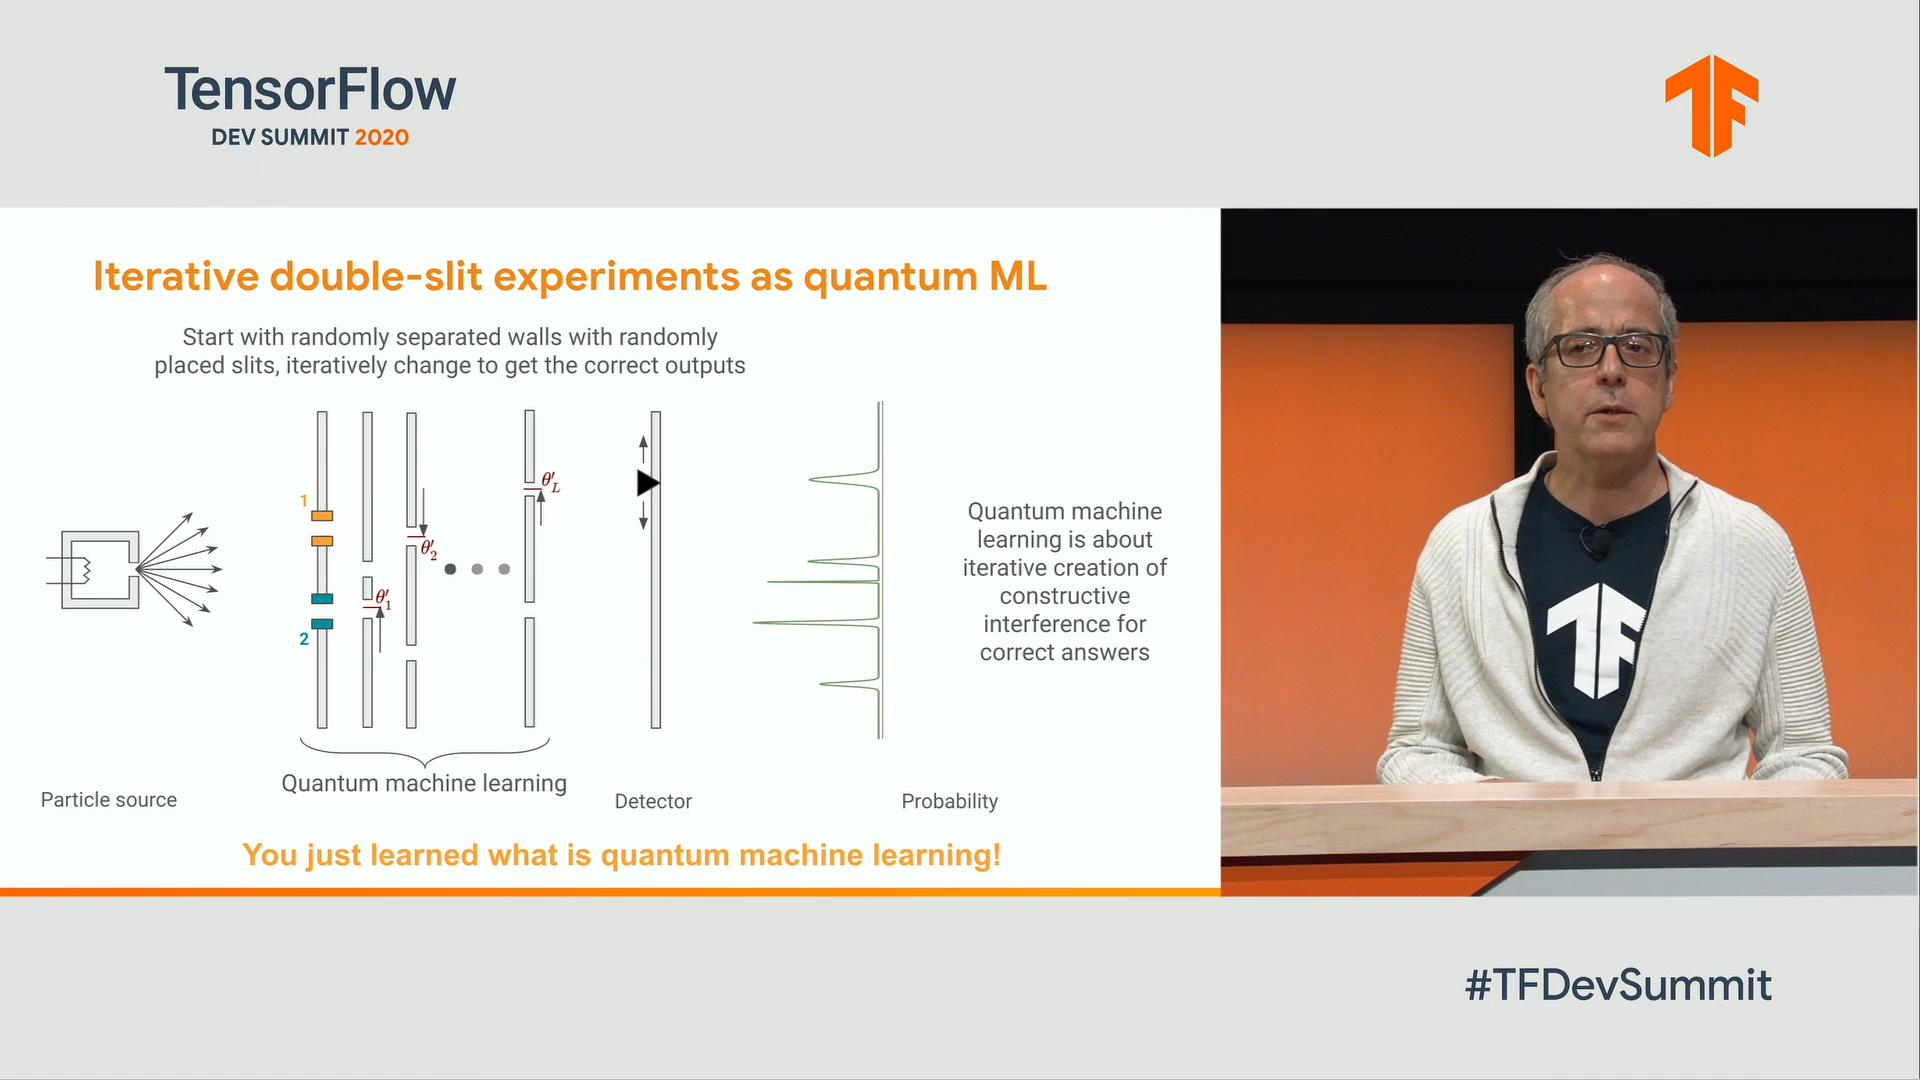 TensorFlow
DEV SUMMIT 2020
Iterative double-slit experiments as quantum ML
Start with randomly separated walls with randomly
placed slits, iteratively change to get the correct outputs
1
2
θ′₁
θ′₂
θ′L
Quantum machine
learning is about
iterative creation of
constructive
interference for
correct answers
Quantum machine learning
Particle source
Detector
Probability
You just learned what is quantum machine learning!
#TFDevSummit